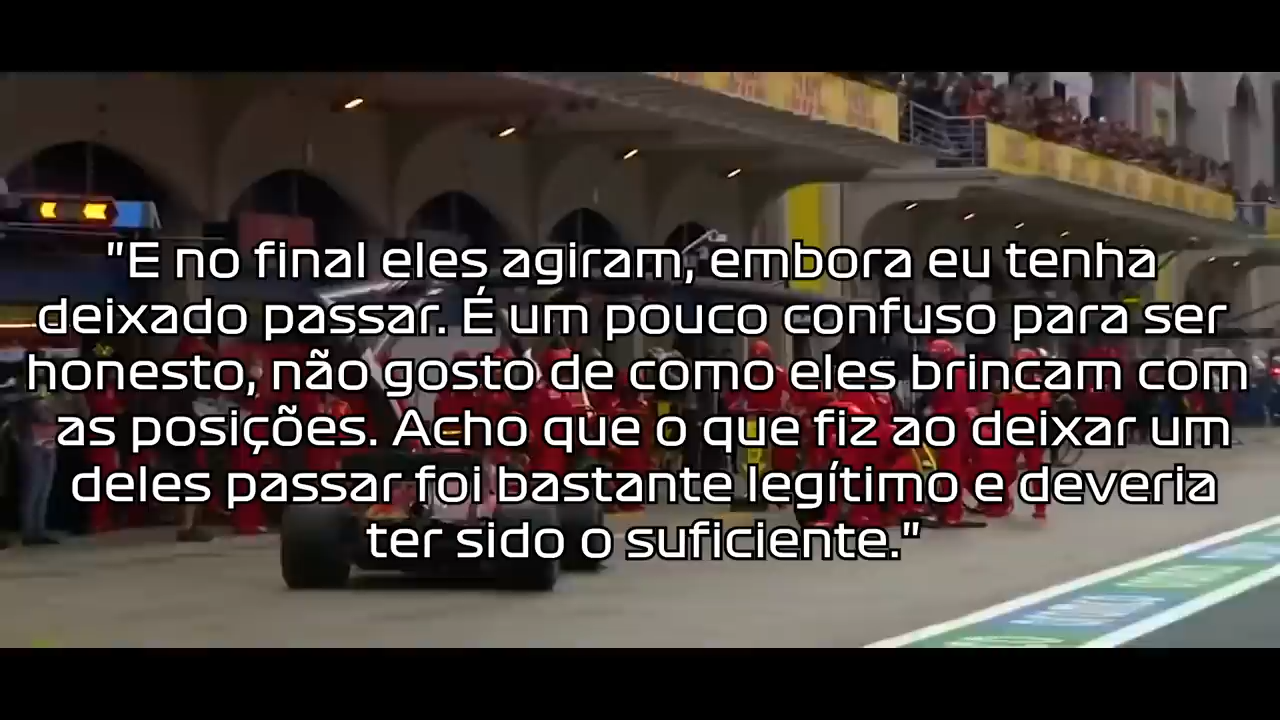 "E no final eles agiram, embora eu tenha
deixado passar. É um pouco confuso para ser
honesto, não gosto de como eles brincam com
as posições. Acho que o que fiz ao deixar um
deles passar foi bastante legítimo e deveria
ter sido o suficiente."